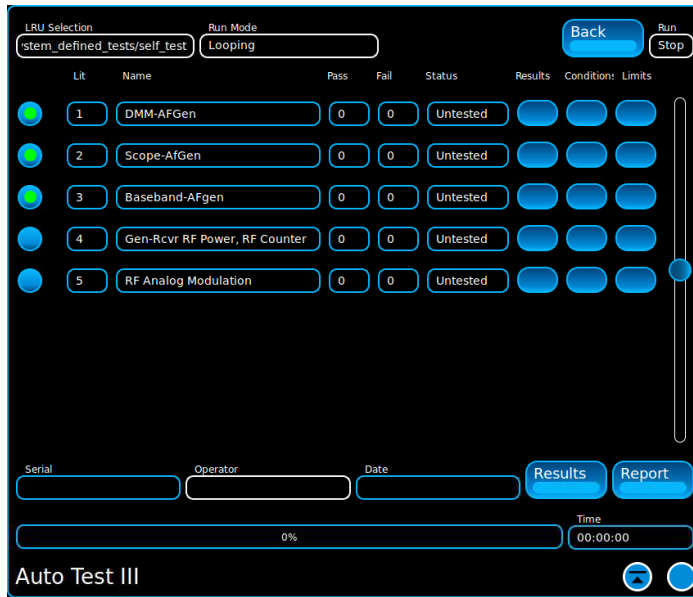 LRU Selection Run Mode Back Run
stem_defined_tests/self_test Looping Stop
Lit Name Pass Fail Status Results Condition: Limits
1 DMM-AFGen 0 0 Untested
2 Scope-AfGen 0 0 Untested
3 Baseband-AFgen 0 0 Untested
4 Gen-Rcvr RF Power, RF Counter 0 0 Untested
5 RF Analog Modulation 0 0 Untested
Serial Operator Date Results Report
Time
0% 00:00:00
Auto Test III